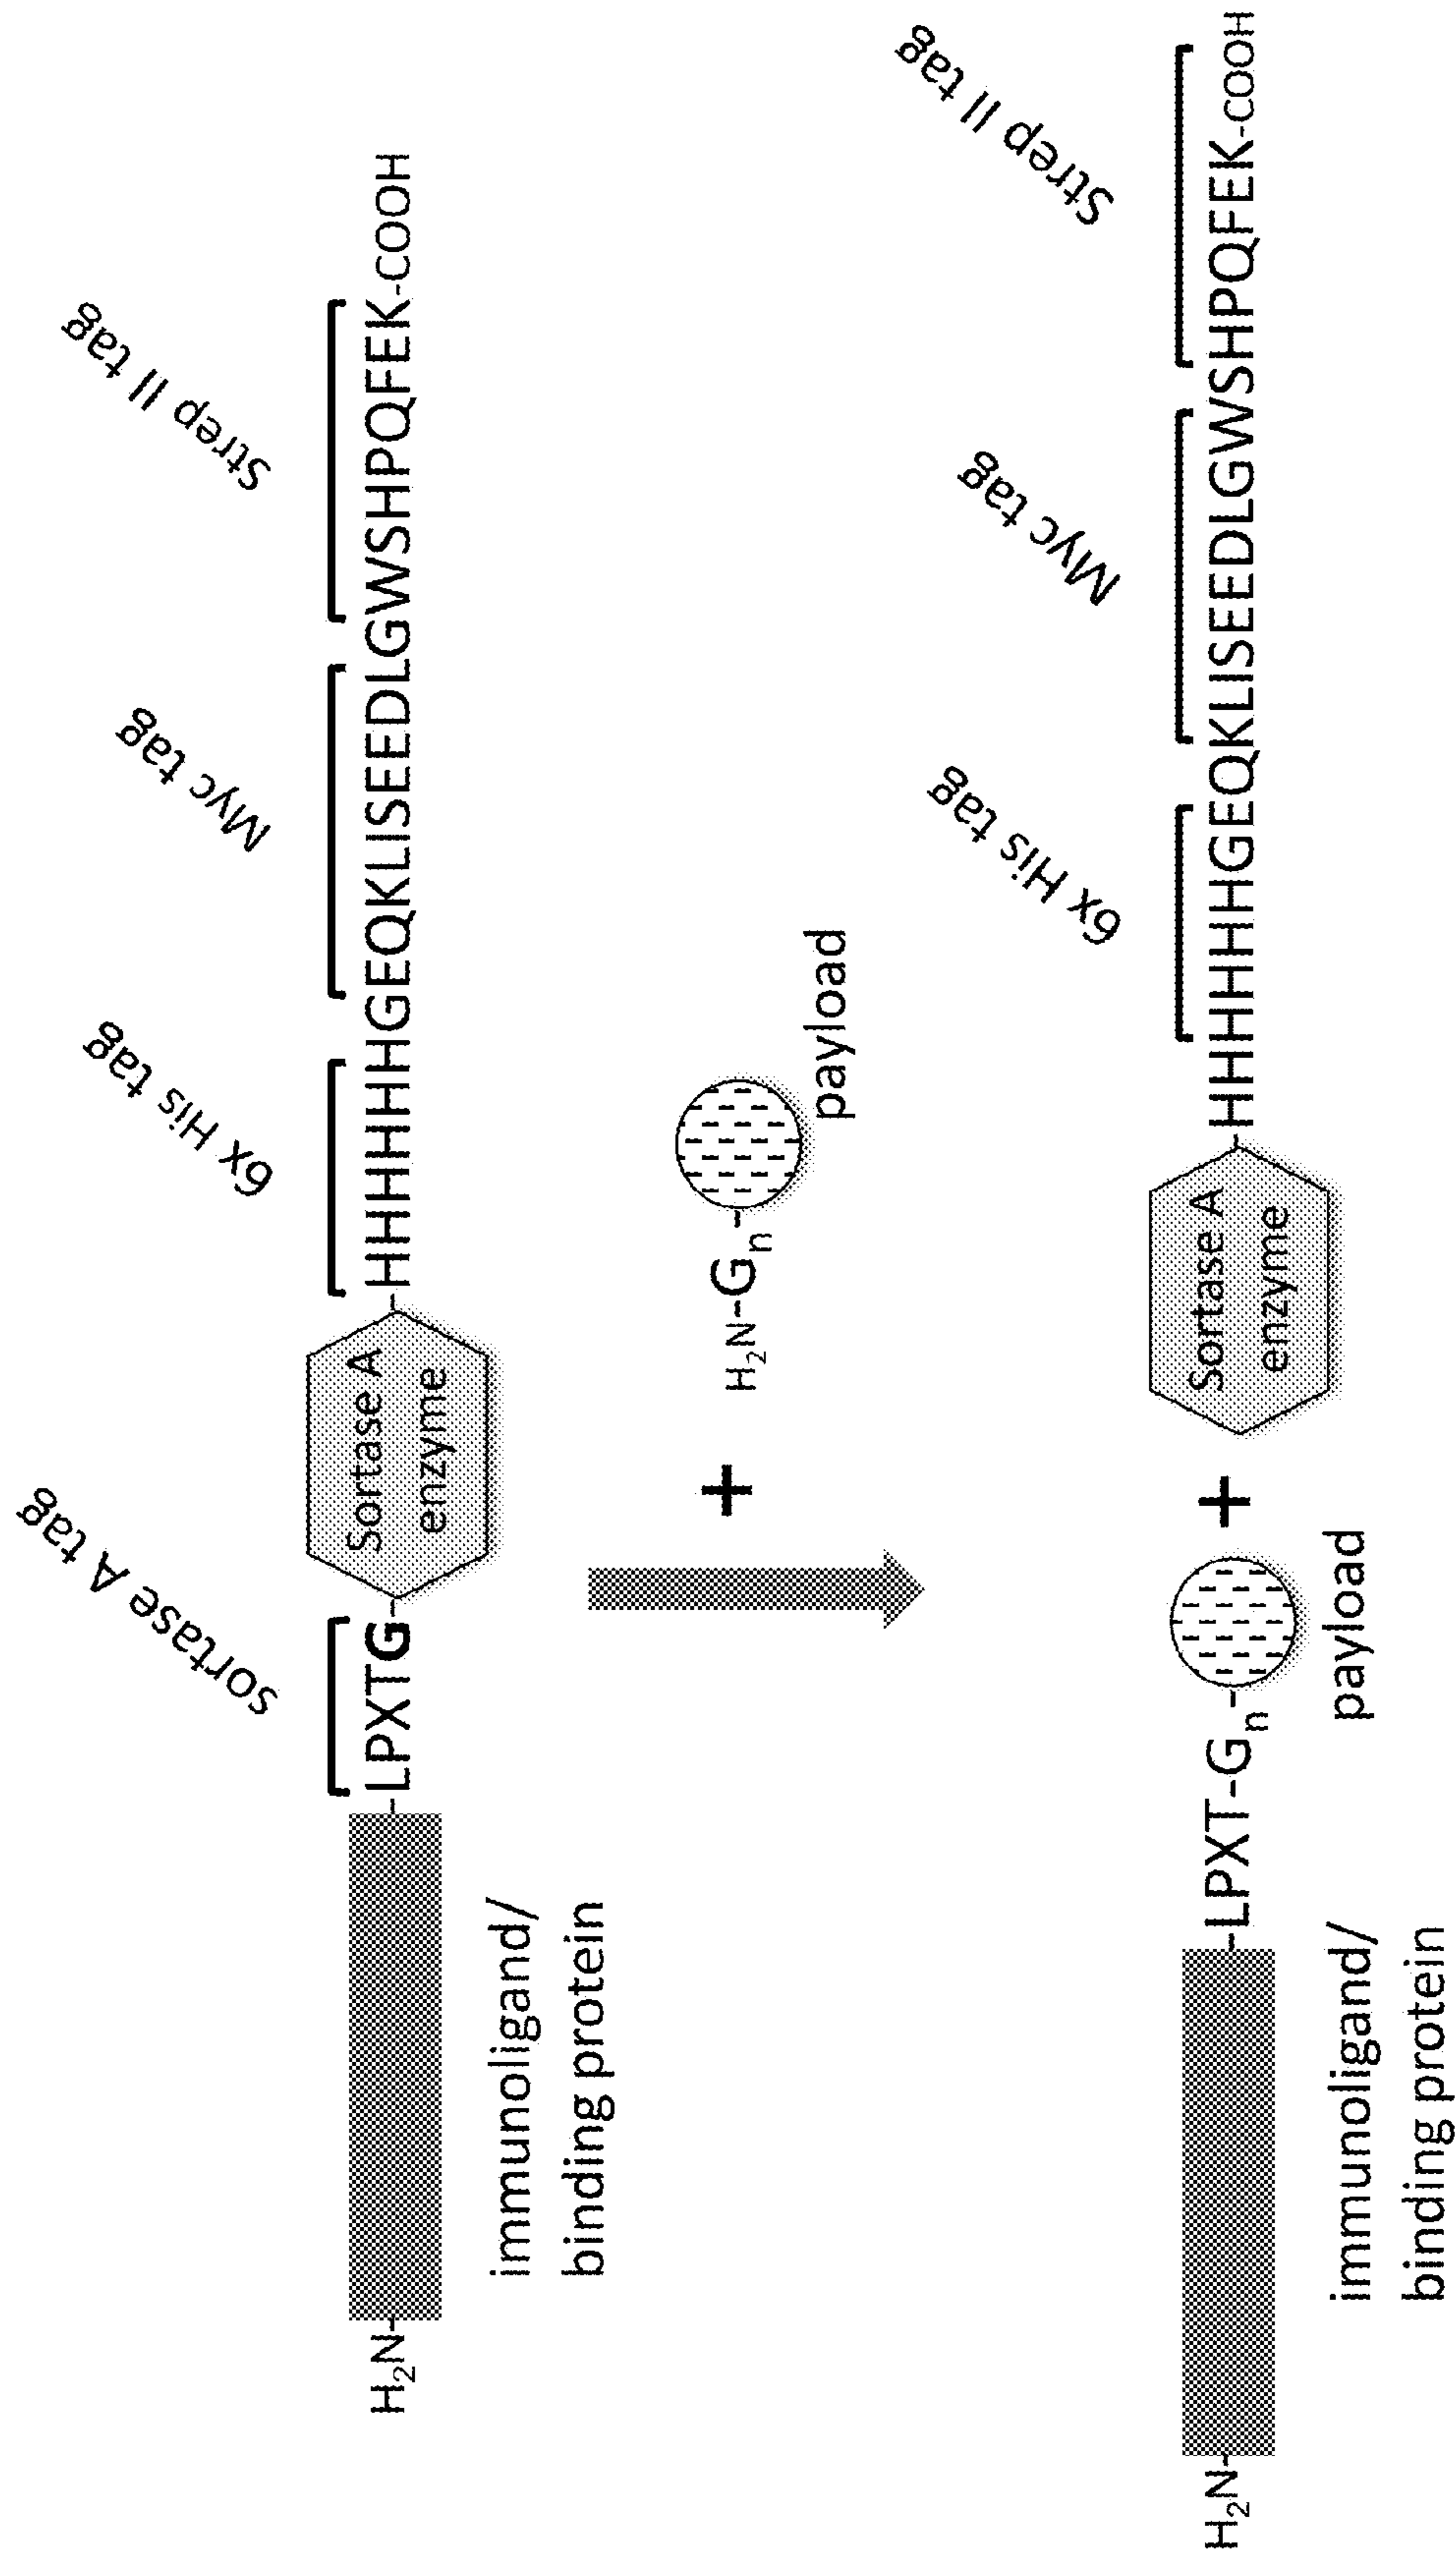 sortase A tag
6x His tag
Myc tag
Strep II tag
H₂N-
-LPXTG-
Sortase A
enzyme
-HHHHHHGEQKLISEEDLGWSHPQFEK-COOH
immunoligand/
binding protein
+
H₂N-Gₙ-
payload
H₂N-
-LPXT-Gₙ-
payload
+
6x His tag
Myc tag
Strep II tag
Sortase A
enzyme
-HHHHHHGEQKLISEEDLGWSHPQFEK-COOH
immunoligand/
binding protein